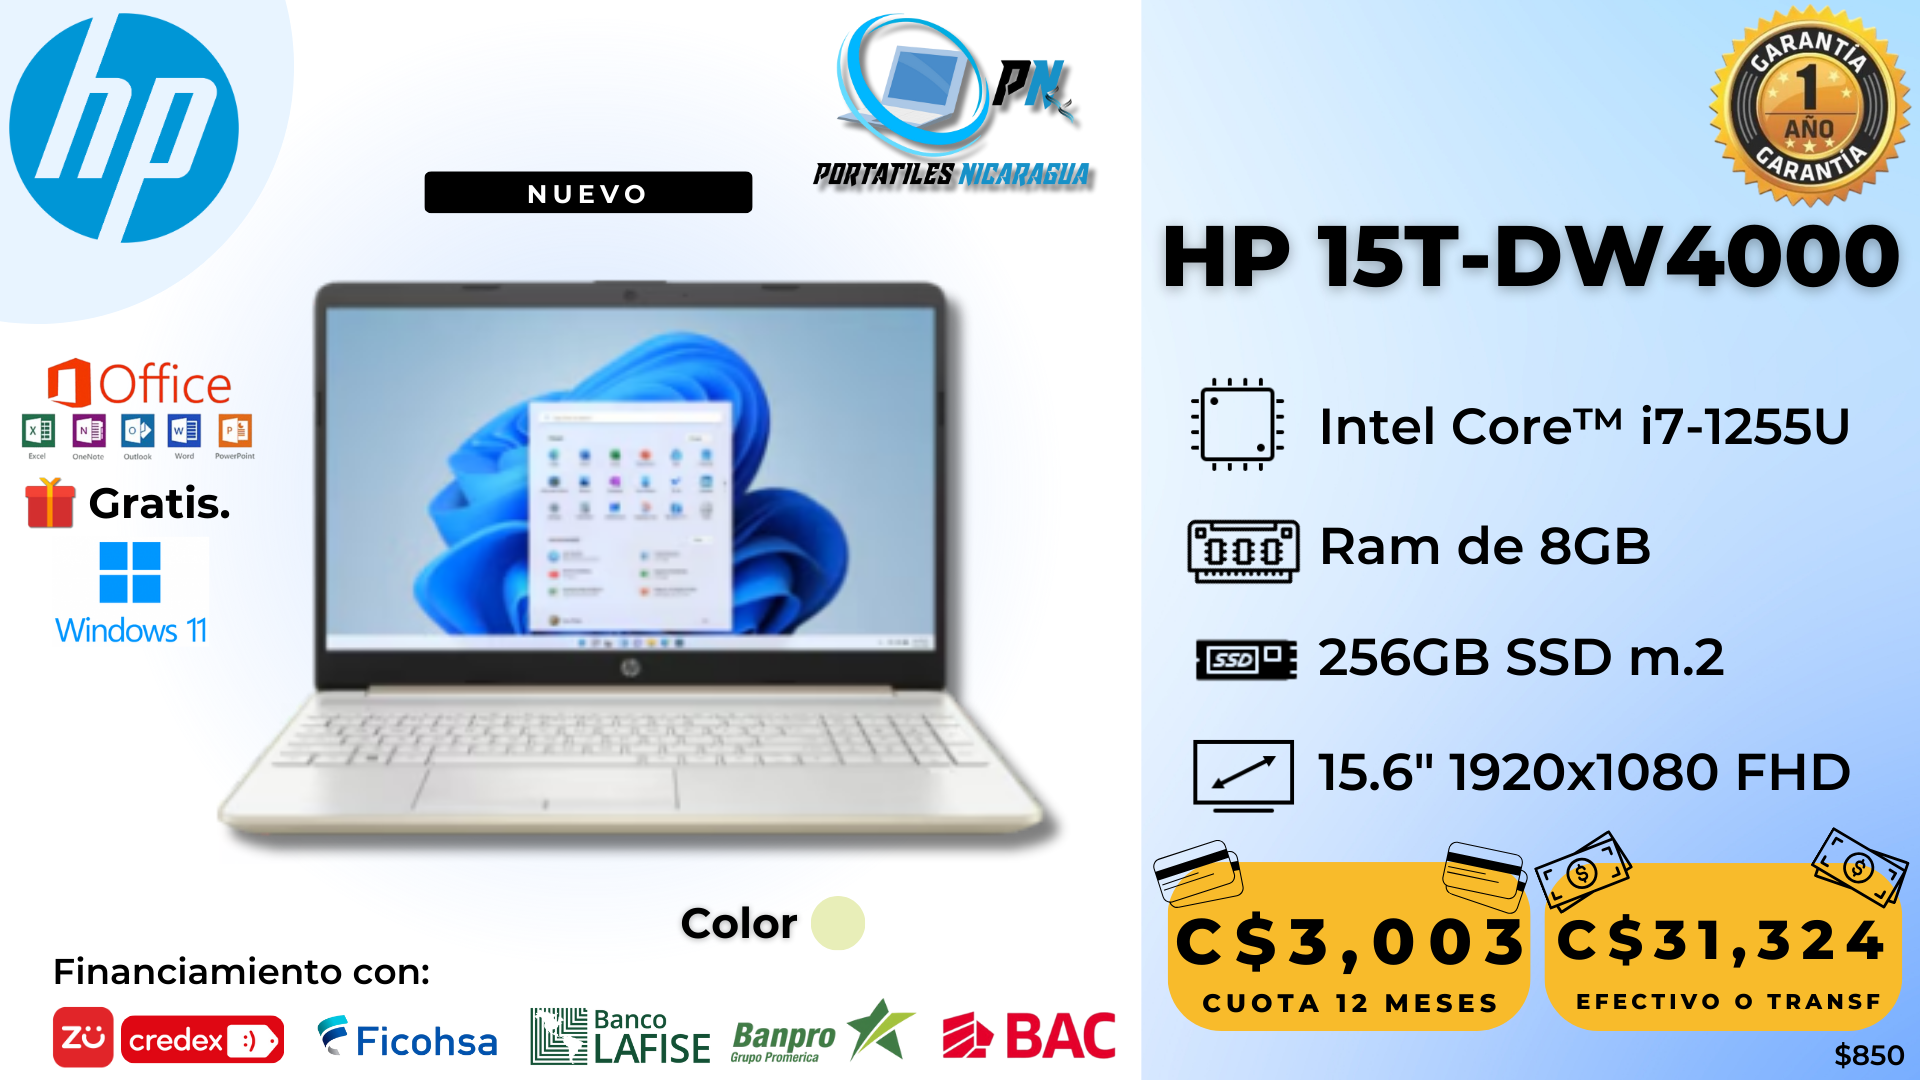 hp
PN
PORTATILES NICARAGUA
NUEVO
Office
Excel
OneNote
Outlook
Word
PowerPoint
Gratis.
Windows 11
Color
Financiamiento con:
zü
credex :)
Ficohsa
Banco
LAFISE
Banpro
Grupo Promerica
BAC
GARANTÍA
1
AÑO
GARANTÍA
HP 15T-DW4000
Intel Core™ i7-1255U
Ram de 8GB
SSD
256GB SSD m.2
15.6" 1920x1080 FHD
C$3,003
CUOTA 12 MESES
C$31,324
EFECTIVO O TRANSF
$850